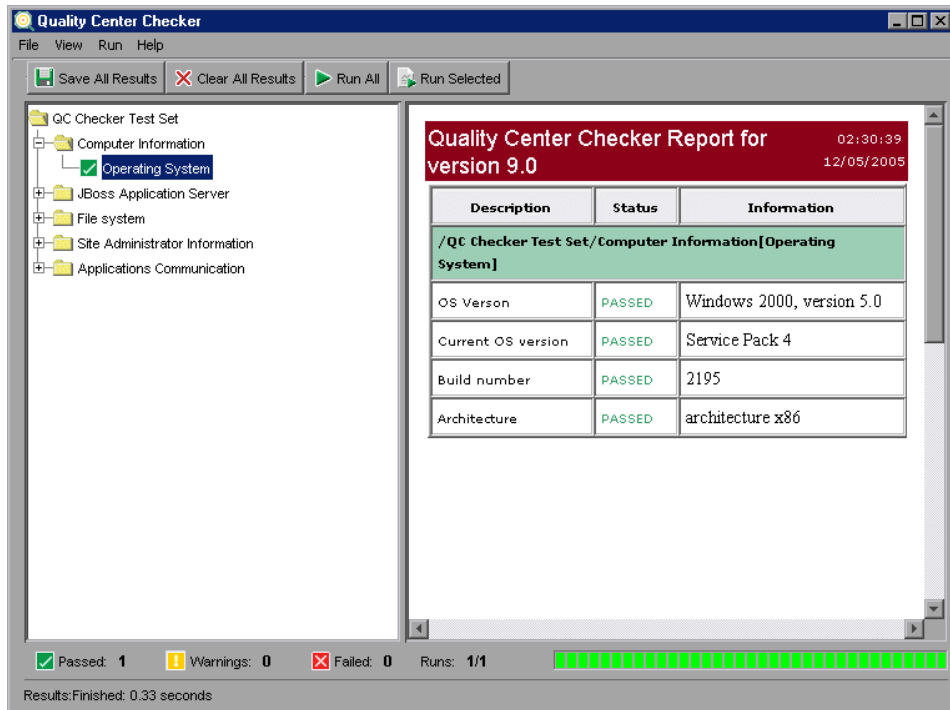 Quality Center Checker
File View Run Help
Save All Results Clear All Results Run All Run Selected
QC Checker Test Set
Computer Information
Operating System
JBoss Application Server
File system
Site Administrator Information
Applications Communication
Quality Center Checker Report for
version 9.0
02:30:39
12/05/2005
Description Status Information
/QC Checker Test Set/Computer Information[Operating
System]
OS Verson PASSED Windows 2000, version 5.0
Current OS version PASSED Service Pack 4
Build number PASSED 2195
Architecture PASSED architecture x86
Passed: 1 Warnings: 0 Failed: 0 Runs: 1/1
Results:Finished: 0.33 seconds